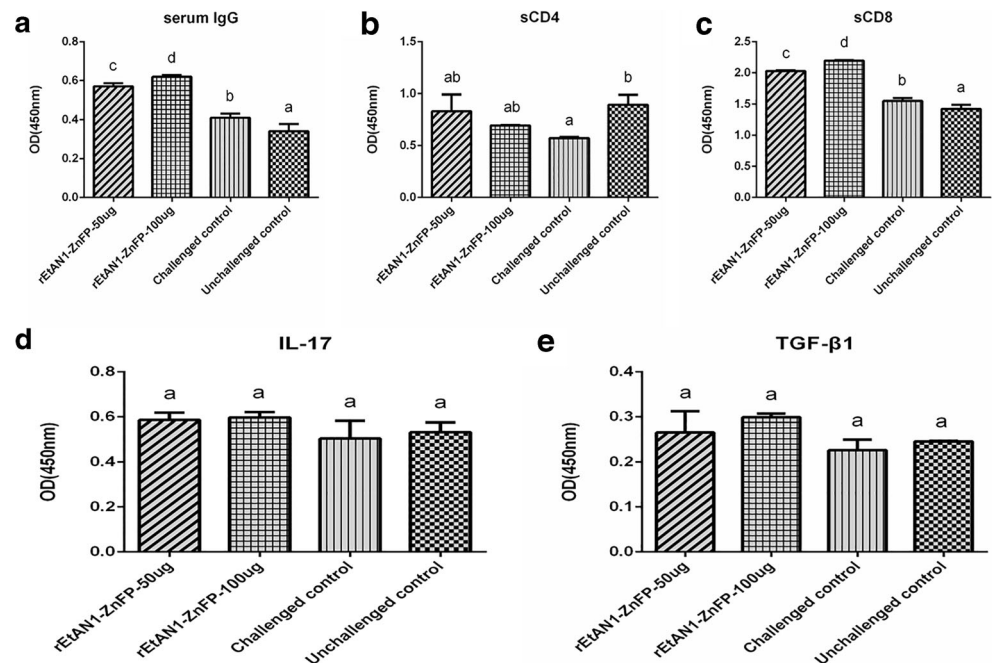 a
serum IgG
OD(450nm)
0.8
0.6
0.4
0.2
0.0
c
d
b
a
rEtAN1-ZnFP-50ug
rEtAN1-ZnFP-100ug
Challenged control
Unchallenged control
b
sCD4
OD(450nm)
1.5
1.0
0.5
0.0
ab
ab
a
b
rEtAN1-ZnFP-50ug
rEtAN1-ZnFP-100ug
Challenged control
Unchallenged control
c
sCD8
OD(450nm)
2.5
2.0
1.5
1.0
0.5
0.0
c
d
b
a
rEtAN1-ZnFP-50ug
rEtAN1-ZnFP-100ug
Challenged control
Unchallenged control
d
IL-17
OD(450nm)
0.8
0.6
0.4
0.2
0.0
a
a
a
a
rEtAN1-ZnFP-50ug
rEtAN1-ZnFP-100ug
Challenged control
Unchallenged control
e
TGF-β1
OD(450nm)
0.4
0.3
0.2
0.1
0.0
a
a
a
a
rEtAN1-ZnFP-50ug
rEtAN1-ZnFP-100ug
Challenged control
Unchallenged control